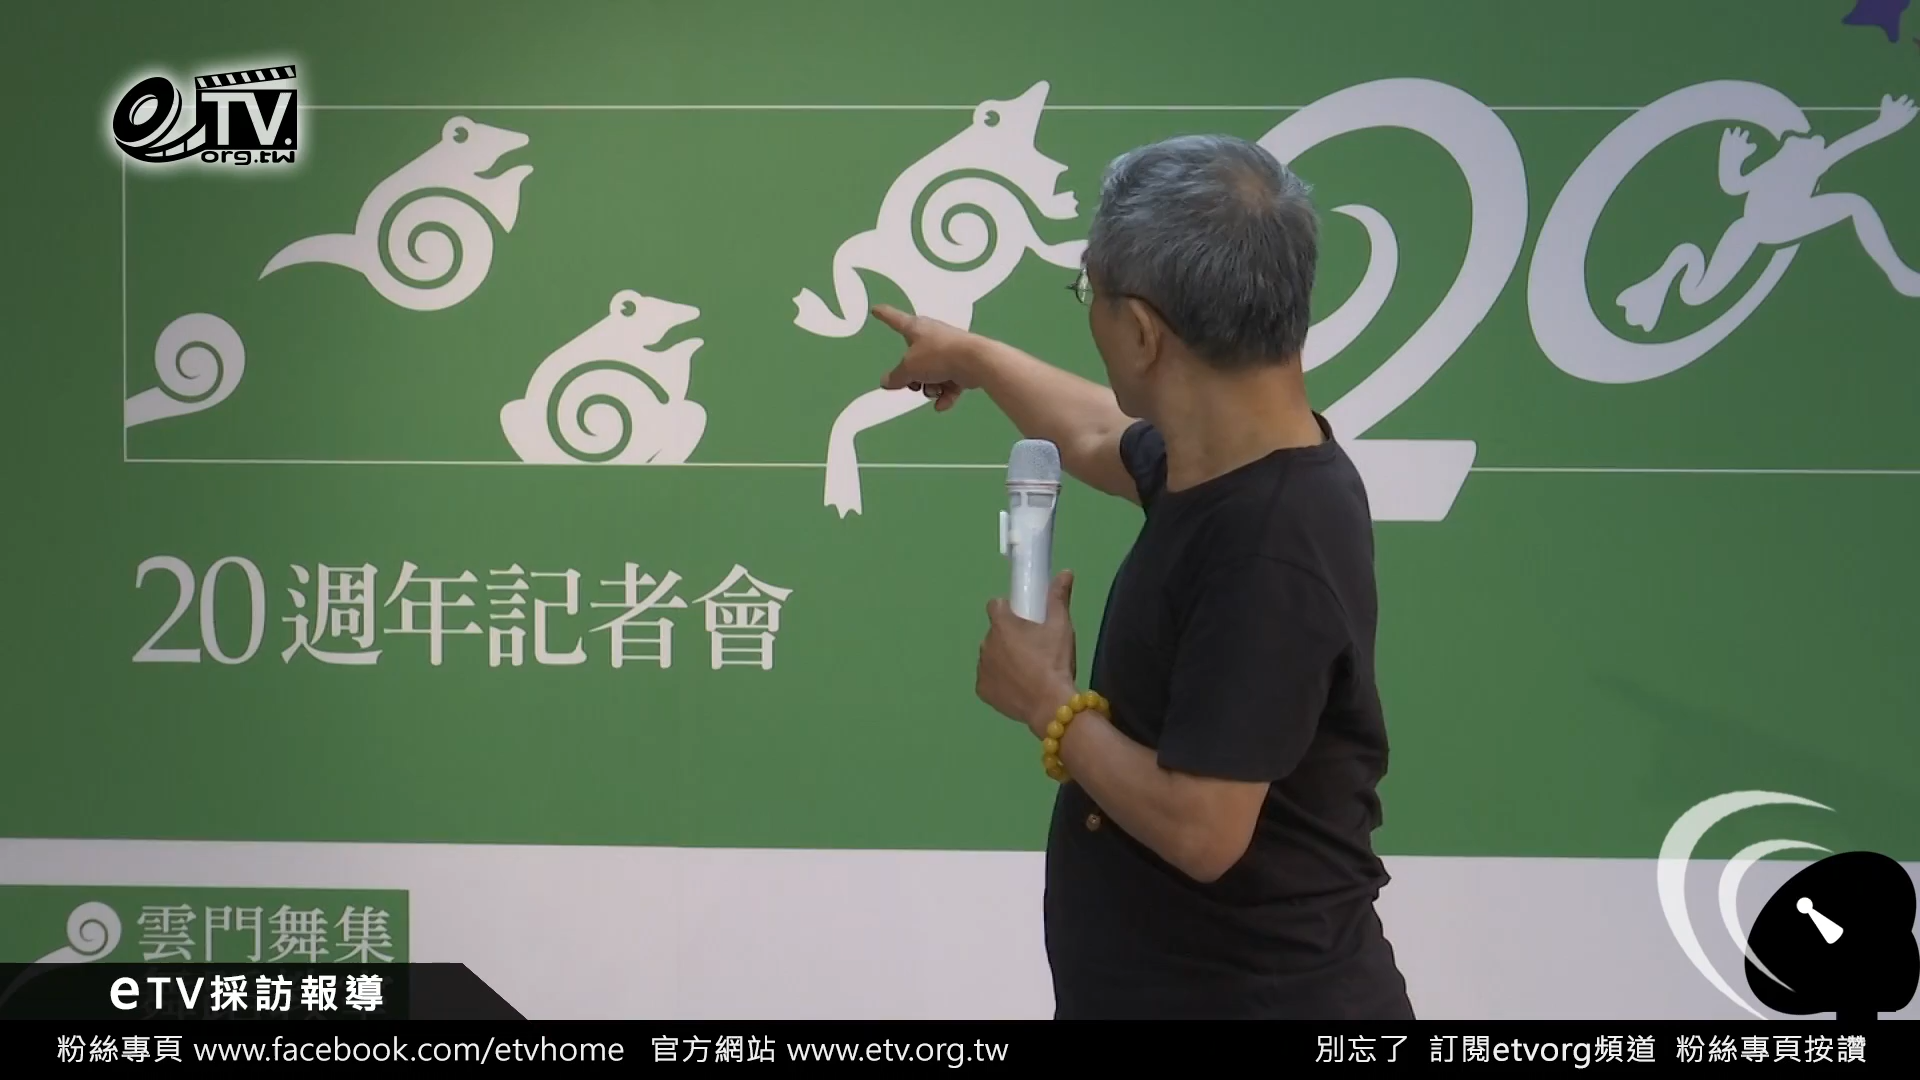 eTV.
org.tw
20
20週年記者會
雲門舞集
eTV採訪報導
粉絲專頁 www.facebook.com/etvhome 官方網站 www.etv.org.tw
別忘了 訂閱etvorg頻道 粉絲專頁按讚